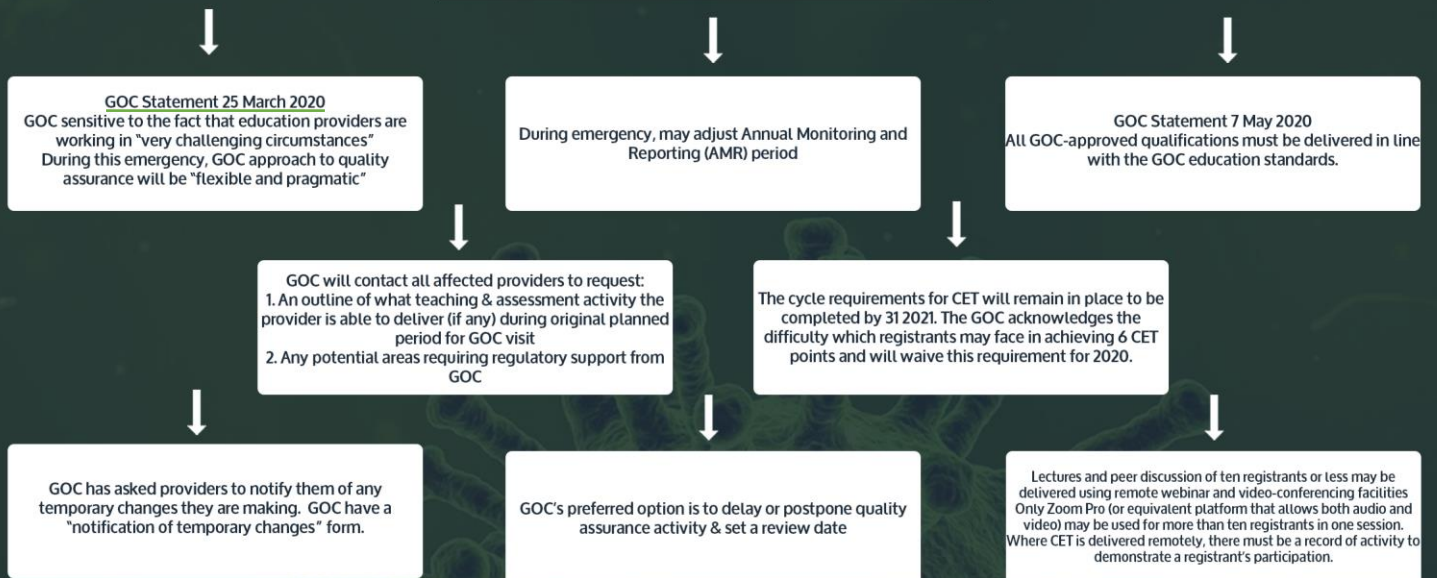 GOC Statement 25 March 2020
GOC sensitive to the fact that education providers are
working in "very challenging circumstances"
During this emergency, GOC approach to quality
assurance will be "flexible and pragmatic"
During emergency, may adjust Annual Monitoring and
Reporting (AMR) period
GOC Statement 7 May 2020
All GOC-approved qualifications must be delivered in line
with the GOC education standards.
GOC will contact all affected providers to request:
1. An outline of what teaching & assessment activity the
provider is able to deliver (if any) during original planned
period for GOC visit
2. Any potential areas requiring regulatory support from
GOC
The cycle requirements for CET will remain in place to be
completed by 31 2021. The GOC acknowledges the
difficulty which registrants may face in achieving 6 CET
points and will waive this requirement for 2020.
GOC has asked providers to notify them of any
temporary changes they are making. GOC have a
"notification of temporary changes" form.
GOC's preferred option is to delay or postpone quality
assurance activity & set a review date
Lectures and peer discussion of ten registrants or less may be
delivered using remote webinar and video-conferencing facilities
Only Zoom Pro (or equivalent platform that allows both audio and
video) may be used for more than ten registrants in one session.
Where CET is delivered remotely, there must be a record of activity to
demonstrate a registrant's participation.